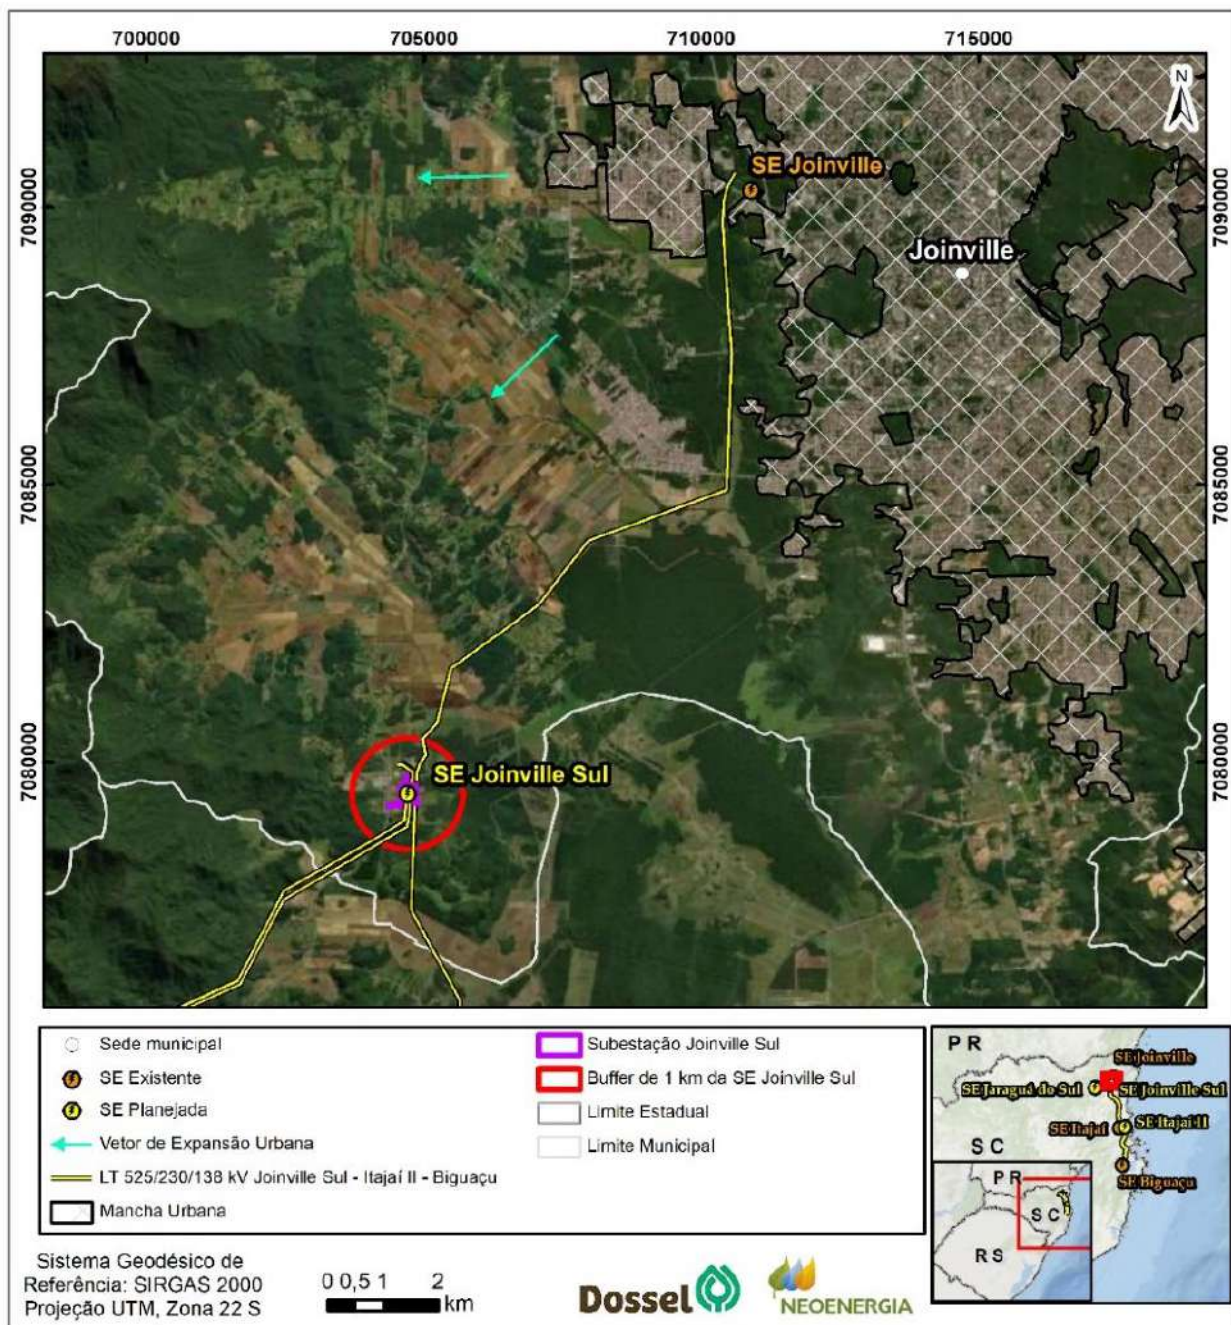 700000 705000 710000 715000
N
7090000 7090000
SE Joinville
Joinville
7085000 7085000
7080000 7080000
SE Joinville Sul
Sede municipal
SE Existente
SE Planejada
Vetor de Expansão Urbana
LT 525/230/138 kV Joinville Sul - Itajaí II - Biguaçu
Mancha Urbana
Subestação Joinville Sul
Buffer de 1 km da SE Joinville Sul
Limite Estadual
Limite Municipal
PR
SE Joinville
SE Jaraguá do Sul
SE Joinville Sul
SE Itajaí
SE Itajaí II
SC
SE Biguaçu
PR
SC
RS
Sistema Geodésico de
Referência: SIRGAS 2000
Projeção UTM, Zona 22 S
0 0,5 1 2
km
Dossel
NEOENERGIA